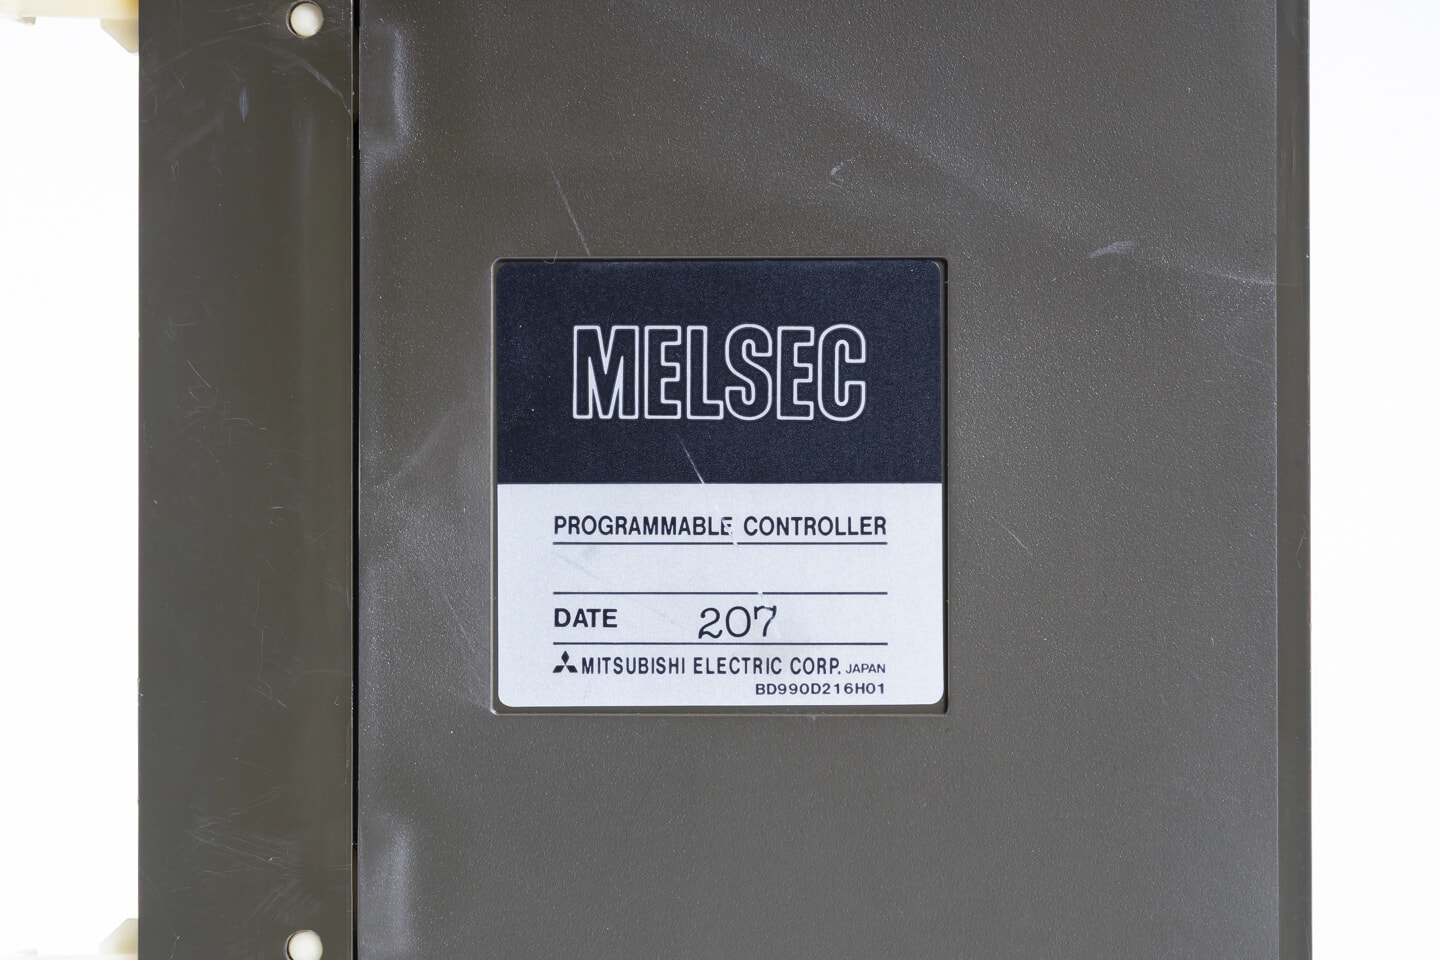 MELSEC
PROGRAMMABLE CONTROLLER
DATE 207
MITSUBISHI ELECTRIC CORP. JAPAN
BD990D216H01